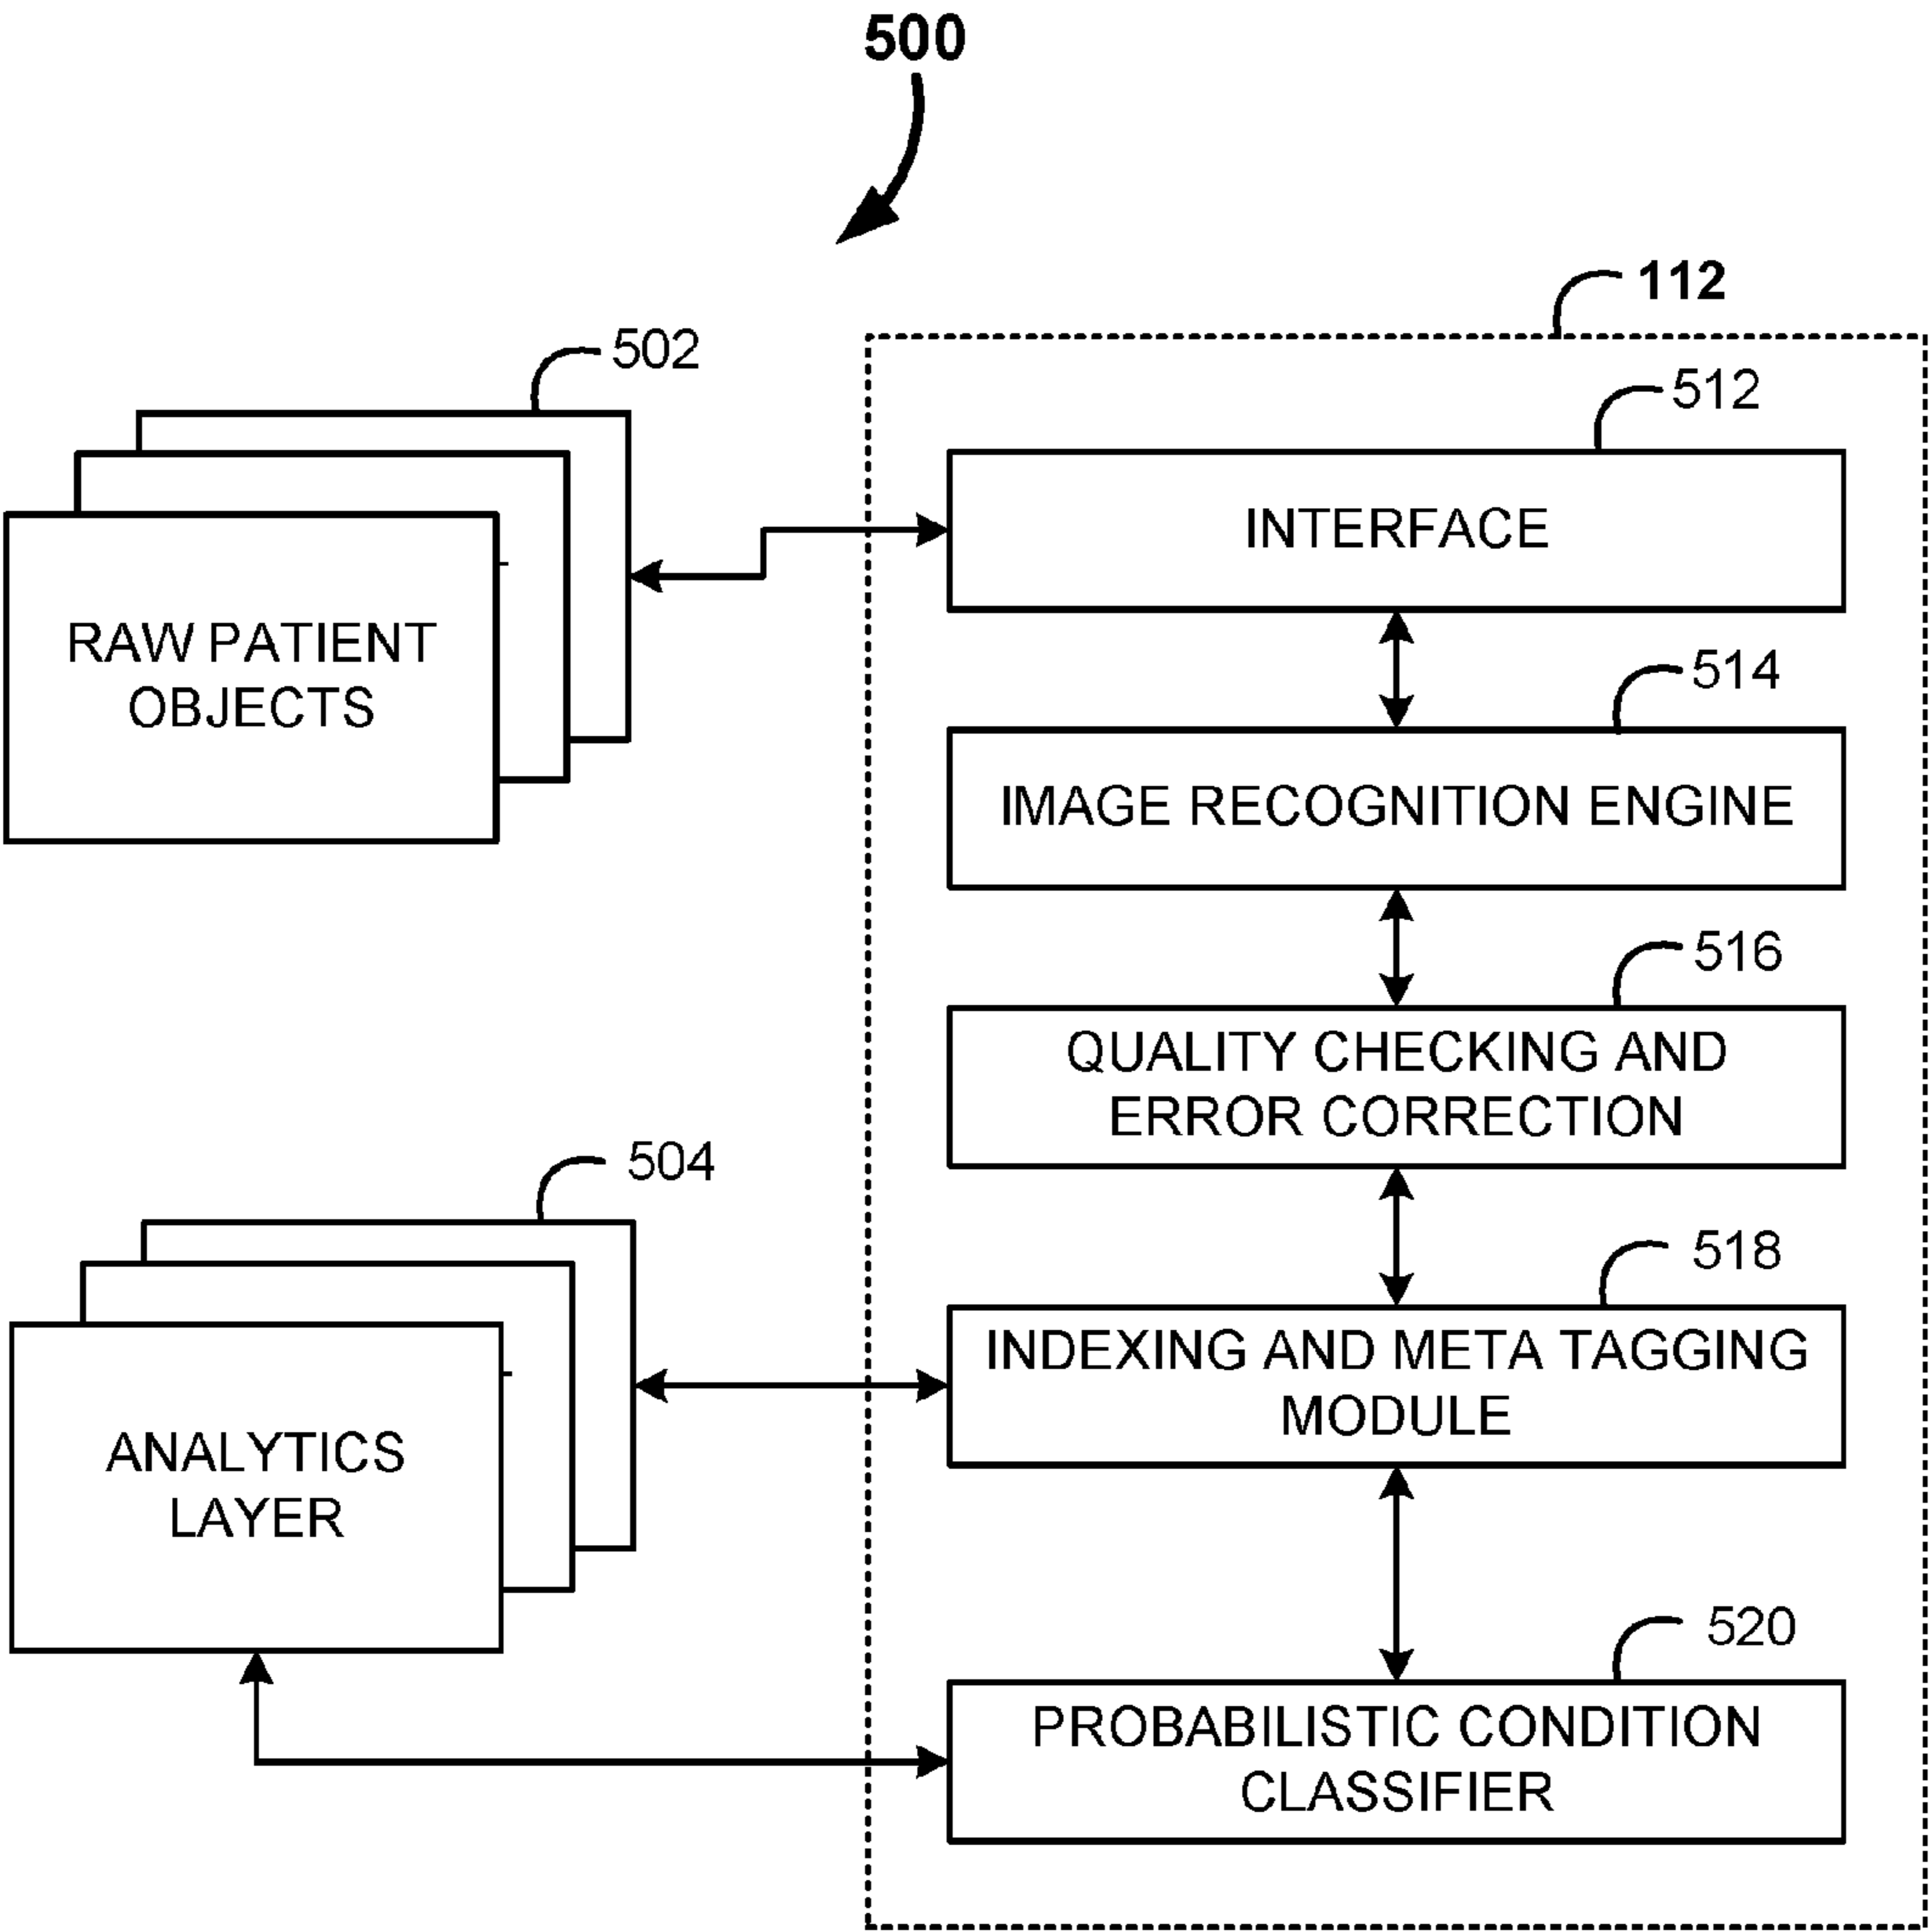 500
112
502
512
INTERFACE
RAW PATIENT
OBJECTS
514
IMAGE RECOGNITION ENGINE
516
QUALITY CHECKING AND
ERROR CORRECTION
504
518
INDEXING AND META TAGGING
MODULE
ANALYTICS
LAYER
520
PROBABILISTIC CONDITION
CLASSIFIER